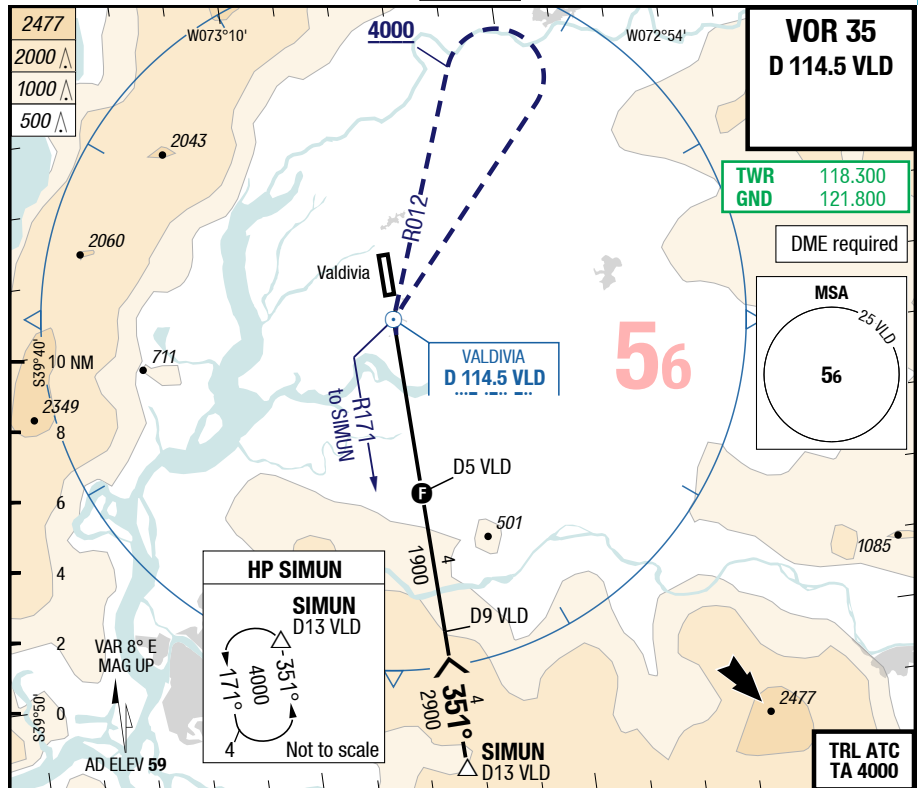 2477
2000
1000
500
W073°10'
4000
W072°54'
VOR 35
D 114.5 VLD
TWR 118.300
GND 121.800
DME required
MSA
25 VLD
56
2043
2060
R012
Valdivia
VALDIVIA
D 114.5 VLD
56
S39°40'
10 NM
711
2349
8
R171
to SIMUN
D5 VLD
F
6
501
1085
4
1900
4
HP SIMUN
SIMUN
D13 VLD
351°
4000
171°
4
Not to scale
D9 VLD
2
VAR 8° E
MAG UP
S39°50'
0
AD ELEV 59
4
351°
2900
SIMUN
D13 VLD
2477
TRL ATC
TA 4000